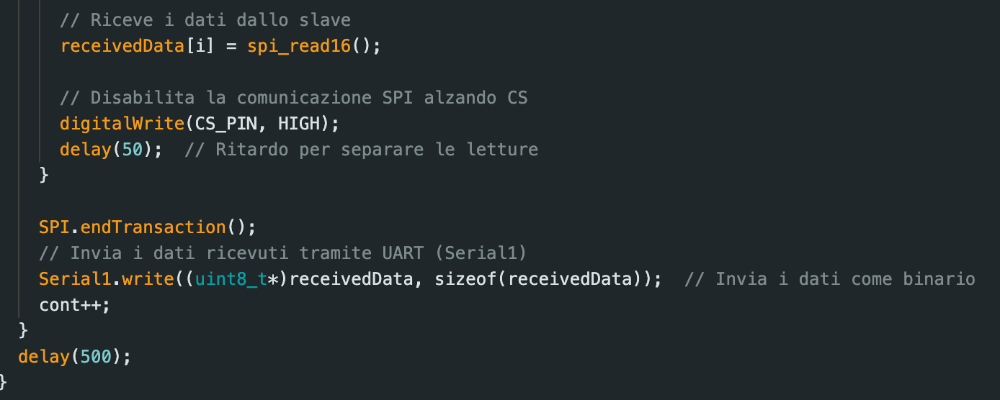 // Riceve i dati dallo slave
receivedData[i] = spi_read16();
// Disabilita la comunicazione SPI alzando CS
digitalWrite(CS_PIN, HIGH);
delay(50);  // Ritardo per separare le letture
}
SPI.endTransaction();
// Invia i dati ricevuti tramite UART (Serial1)
Serial1.write((uint8_t*)receivedData, sizeof(receivedData));  // Invia i dati come binario
cont++;
}
delay(500);
}